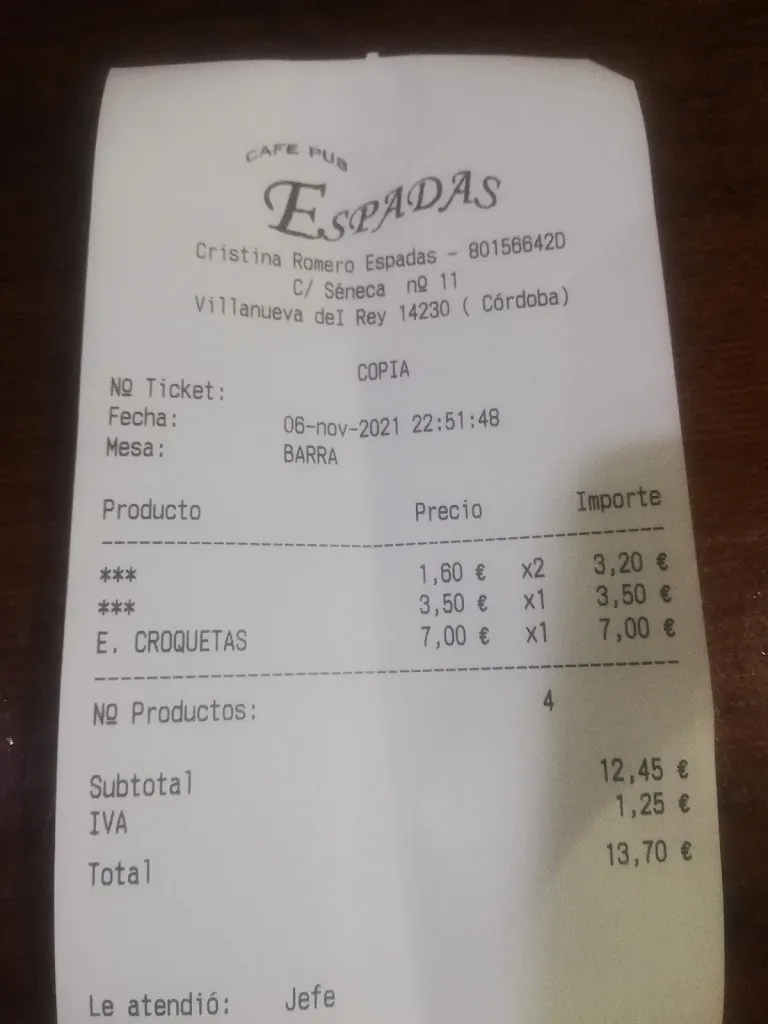 CAFE PUB
ESPADAS
Cristina Romero Espadas - 80156642D
C/ Séneca nº 11
Villanueva del Rey 14230 ( Córdoba)
COPIA
Nº Ticket:
Fecha: 06-nov-2021 22:51:48
Mesa: BARRA
Producto Precio Importe
*** 1,60 € x2 3,20 €
*** 3,50 € x1 3,50 €
E. CROQUETAS 7,00 € x1 7,00 €
Nº Productos: 4
Subtotal 12,45 €
IVA 1,25 €
Total 13,70 €
Le atendió: Jefe